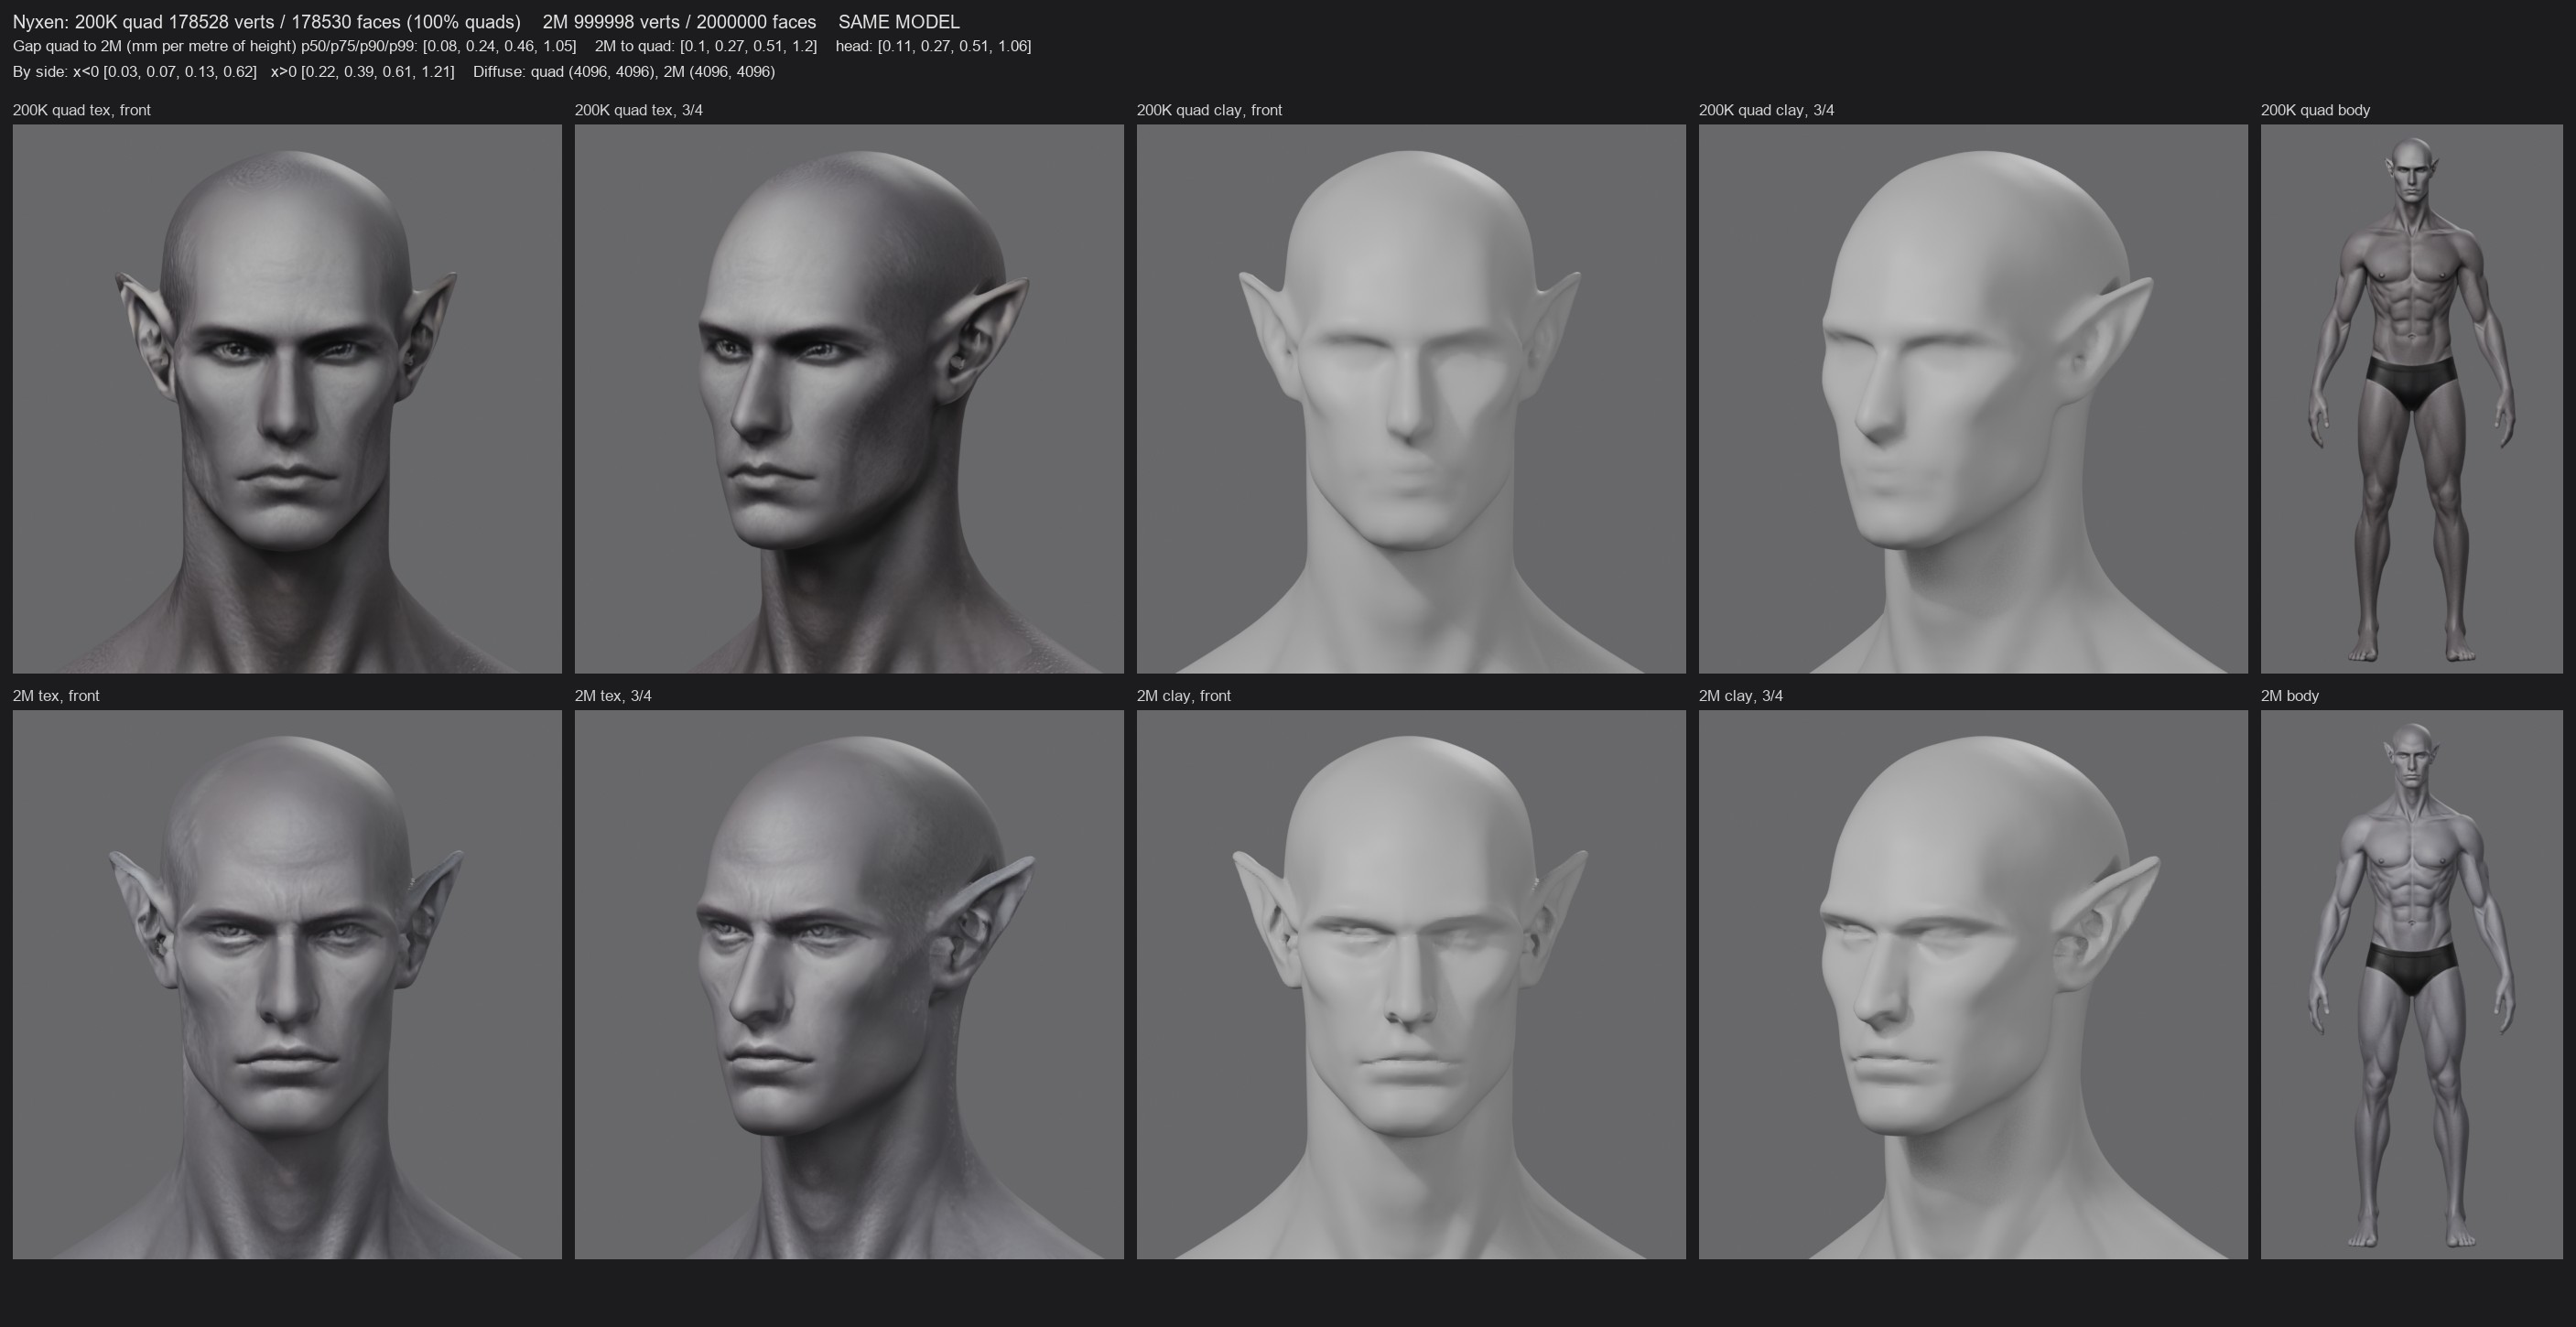 Nyxen: 200K quad 178528 verts / 178530 faces (100% quads)    2M 999998 verts / 2000000 faces    SAME MODEL
Gap quad to 2M (mm per metre of height) p50/p75/p90/p99: [0.08, 0.24, 0.46, 1.05]    2M to quad: [0.1, 0.27, 0.51, 1.2]    head: [0.11, 0.27, 0.51, 1.06]
By side: x<0 [0.03, 0.07, 0.13, 0.62]   x>0 [0.22, 0.39, 0.61, 1.21]    Diffuse: quad (4096, 4096), 2M (4096, 4096)
200K quad tex, front
200K quad tex, 3/4
200K quad clay, front
200K quad clay, 3/4
200K quad body
2M tex, front
2M tex, 3/4
2M clay, front
2M clay, 3/4
2M body